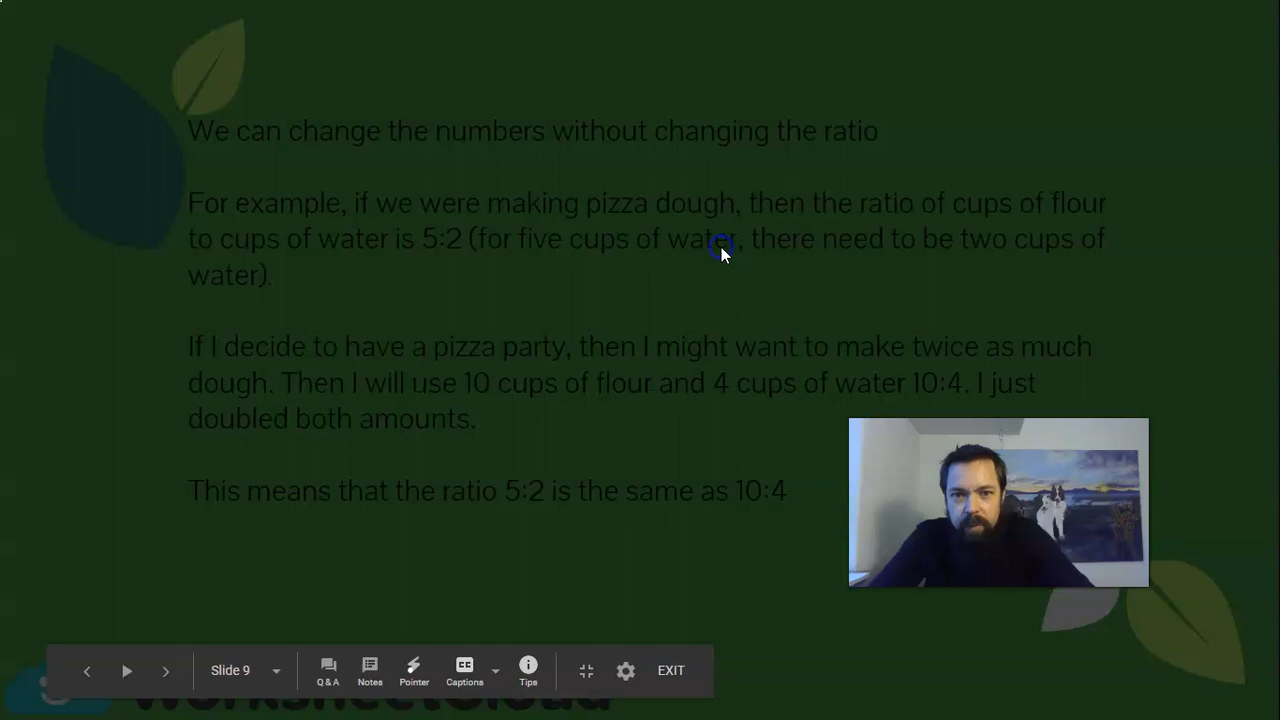 We can change the numbers without changing the ratio
For example, if we were making pizza dough, then the ratio of cups of flour
to cups of water is 5:2 (for five cups of water, there need to be two cups of
water).
If I decide to have a pizza party, then I might want to make twice as much
dough. Then I will use 10 cups of flour and 4 cups of water 10:4. I just
doubled both amounts.
This means that the ratio 5:2 is the same as 10:4
Slide 9
Q & A
Notes
Pointer
CC
Captions
Tips
EXIT
WorksheetCloud